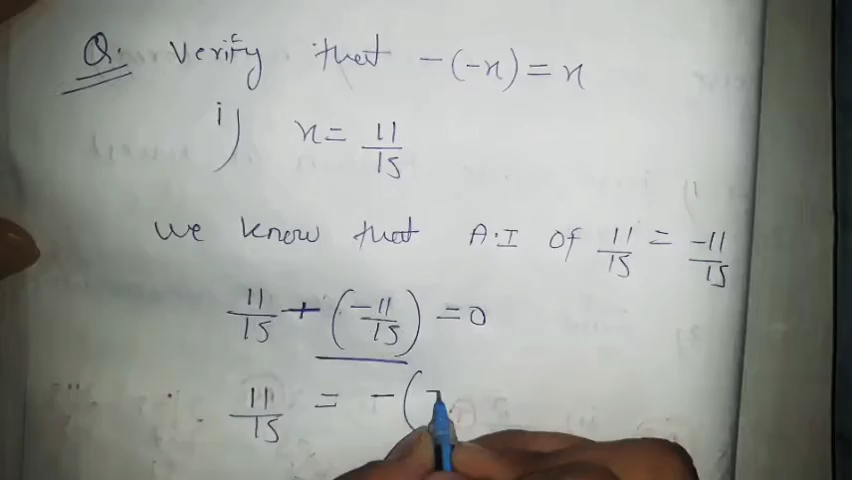 Q. Verify that -(-x) = x
i) x = 11/15
We know that A.I of 11/15 = -11/15
11/15 + (-11/15) = 0
11/15 = -(-